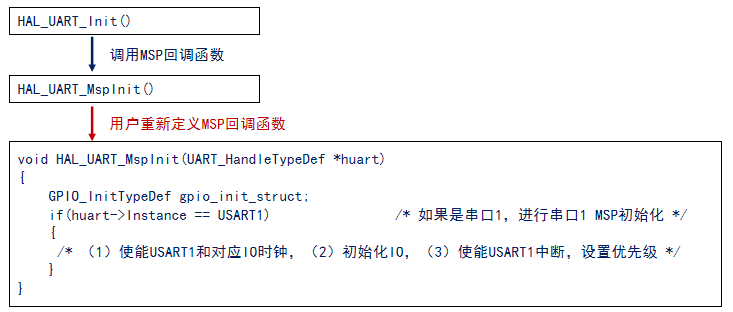 HAL_UART_Init()
调用MSP回调函数
HAL_UART_MspInit()
用户重新定义MSP回调函数
void HAL_UART_MspInit(UART_HandleTypeDef *huart)
{
    GPIO_InitTypeDef gpio_init_struct;
    if(huart->Instance == USART1)                /* 如果是串口1，进行串口1 MSP初始化 */
    {
     /* （1）使能USART1和对应IO时钟，（2）初始化IO，（3）使能USART1中断，设置优先级 */
    }
}